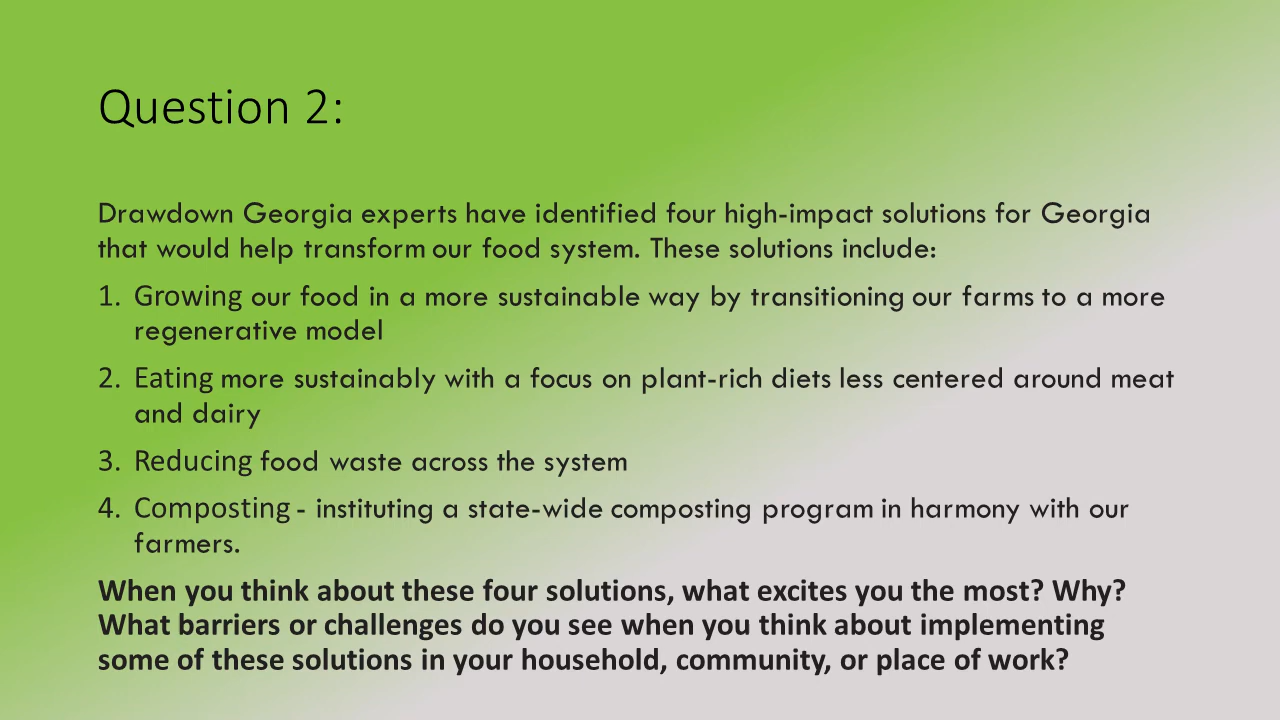 Question 2:
Drawdown Georgia experts have identified four high-impact solutions for Georgia
that would help transform our food system. These solutions include:
1. Growing our food in a more sustainable way by transitioning our farms to a more
regenerative model
2. Eating more sustainably with a focus on plant-rich diets less centered around meat
and dairy
3. Reducing food waste across the system
4. Composting - instituting a state-wide composting program in harmony with our
farmers.
When you think about these four solutions, what excites you the most? Why?
What barriers or challenges do you see when you think about implementing
some of these solutions in your household, community, or place of work?